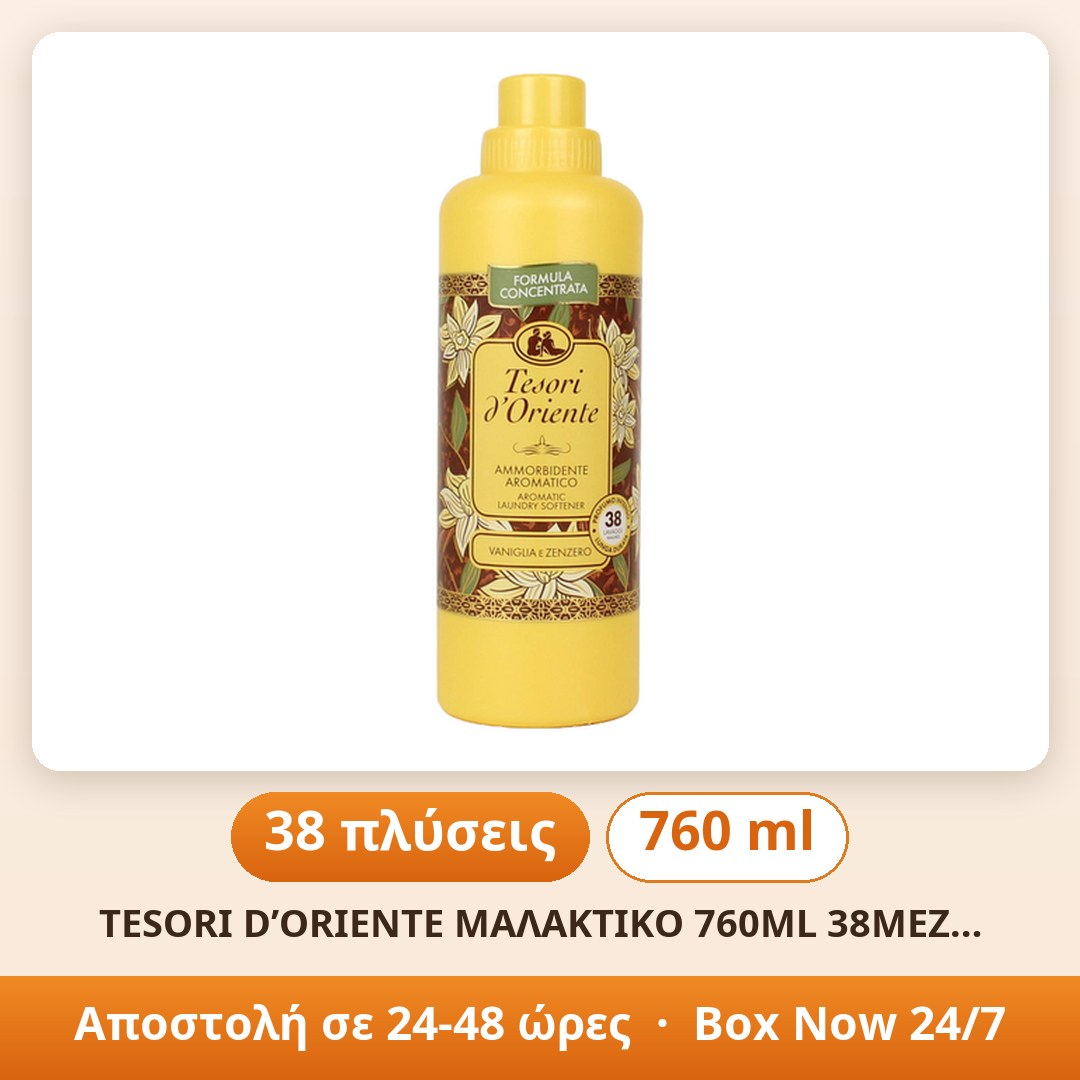 FORMULA
CONCENTRATA
Tesori
d'Oriente
AMMORBIDENTE
AROMATICO
AROMATIC
LAUNDRY SOFTENER
38
VANIGLIA E ZENZERO
38 πλύσεις
760 ml
TESORI D’ORIENTE ΜΑΛΑΚΤΙΚΟ 760ML 38ΜΕΖ...
Αποστολή σε 24-48 ώρες · Box Now 24/7